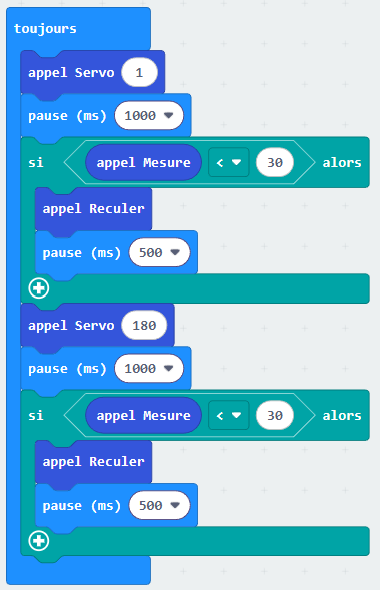 toujours
appel Servo 1
pause (ms) 1000
si appel Mesure < 30 alors
appel Reculer
pause (ms) 500
appel Servo 180
pause (ms) 1000
si appel Mesure < 30 alors
appel Reculer
pause (ms) 500